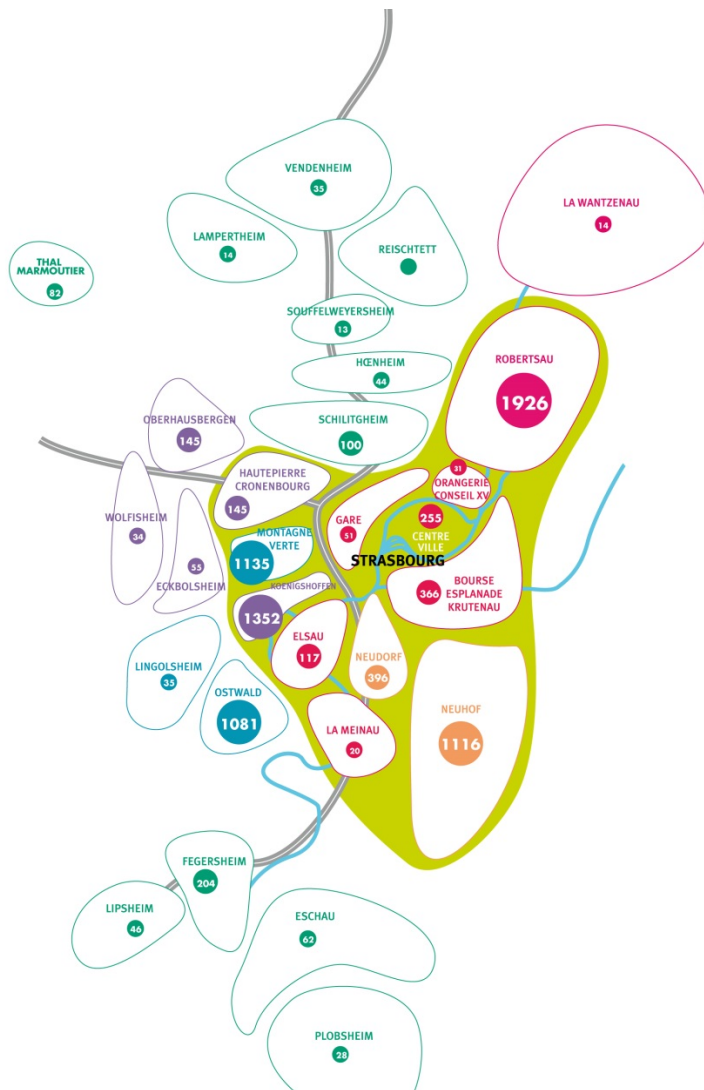 VENDENHEIM
35
LA WANTZENAU
14
LAMPERTHEIM
14
REISCHTETT
THAL
MARMOUTIER
82
SOUFFELWEYERSHEIM
13
HŒNHEIM
44
ROBERTSAU
1926
OBERHAUSBERGEN
145
SCHILITGHEIM
100
HAUTEPIERRE
CRONENBOURG
145
31
ORANGERIE
CONSEIL XV
WOLFISHEIM
34
GARE
51
255
CENTRE
VILLE
MONTAGNE
VERTE
1135
STRASBOURG
55
ECKBOLSHEIM
KOENIGSHOFFEN
1352
366
BOURSE
ESPLANADE
KRUTENAU
ELSAU
117
NEUDORF
396
LINGOLSHEIM
35
OSTWALD
1081
NEUHOF
1116
LA MEINAU
20
FEGERSHEIM
204
LIPSHEIM
46
ESCHAU
62
PLOBSHEIM
28